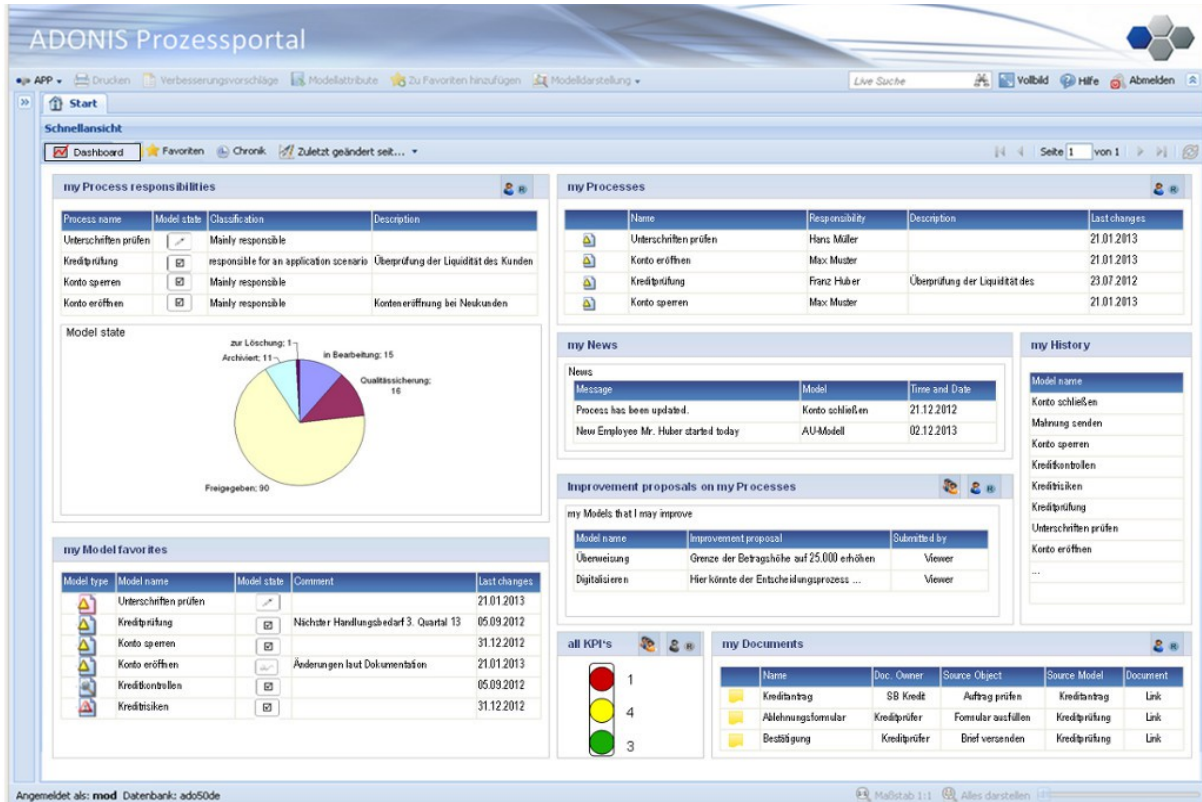 ADONIS Prozessportal
APP Drucken Verbesserungsvorschläge Modellattribute Zu Favoriten hinzufügen Modelldarstellung Live Suche Vollbild Hilfe Abmelden
Start
Schnellansicht
Dashboard Favoriten Chronik Zuletzt geändert seit... Seite 1 von 1
my Process responsibilities
Process name Model state Classification Description
Unterschriften prüfen Mainly responsible
Kreditprüfung responsible for an application scenario Überprüfung der Liquidität des Kunden
Konto sperren Mainly responsible
Konto eröffnen Mainly responsible Konteneröffnung bei Neukunden
Model state
zur Löschung; 1
Archiviert; 11
in Bearbeitung; 15
Qualitässicherung;
16
Freigegeben; 90
my Model favorites
Model type Model name Model state Comment Last changes
Unterschriften prüfen 21.01.2013
Kreditprüfung Nächster Handlungsbedarf 3. Quartal 13 05.09.2012
Konto sperren 31.12.2012
Konto eröffnen Änderungen laut Dokumentation 21.01.2013
Kreditkontrollen 05.09.2012
Kreditrisiken 31.12.2012
my Processes
Name Responsibility Description Last changes
Unterschriften prüfen Hans Müller 21.01.2013
Konto eröffnen Max Muster 21.01.2013
Kreditprüfung Franz Huber Überprüfung der Liquidität des 23.07.2012
Konto sperren Max Muster 21.01.2013
my News
News
Message Model Time and Date
Process has been updated. Konto schließen 21.12.2012
New Employee Mr. Huber started today AU-Modell 02.12.2013
my History
Model name
Konto schließen
Mahnung senden
Konto sperren
Kreditkontrollen
Kreditrisiken
Kreditprüfung
Unterschriften prüfen
Konto eröffnen
...
Improvement proposals on my Processes
my Models that I may improve
Model name Improvement proposal Submitted by
Überweisung Grenze der Betragshöhe auf 25.000 erhöhen Viewer
Digitalisieren Hier könnte der Entscheidungsprozess ... Viewer
all KPI's
1
4
3
my Documents
Name Doc. Owner Source Object Source Model Document
Kreditantrag SB Kredit Auftrag prüfen Kreditantrag Link
Ablehnungsformular Kreditprüfer Formular ausfüllen Kreditprüfung Link
Bestätigung Kreditprüfer Brief versenden Kreditprüfung Link
Angemeldet als: mod Datenbank: ado50de Maßstab 1:1 Alles darstellen